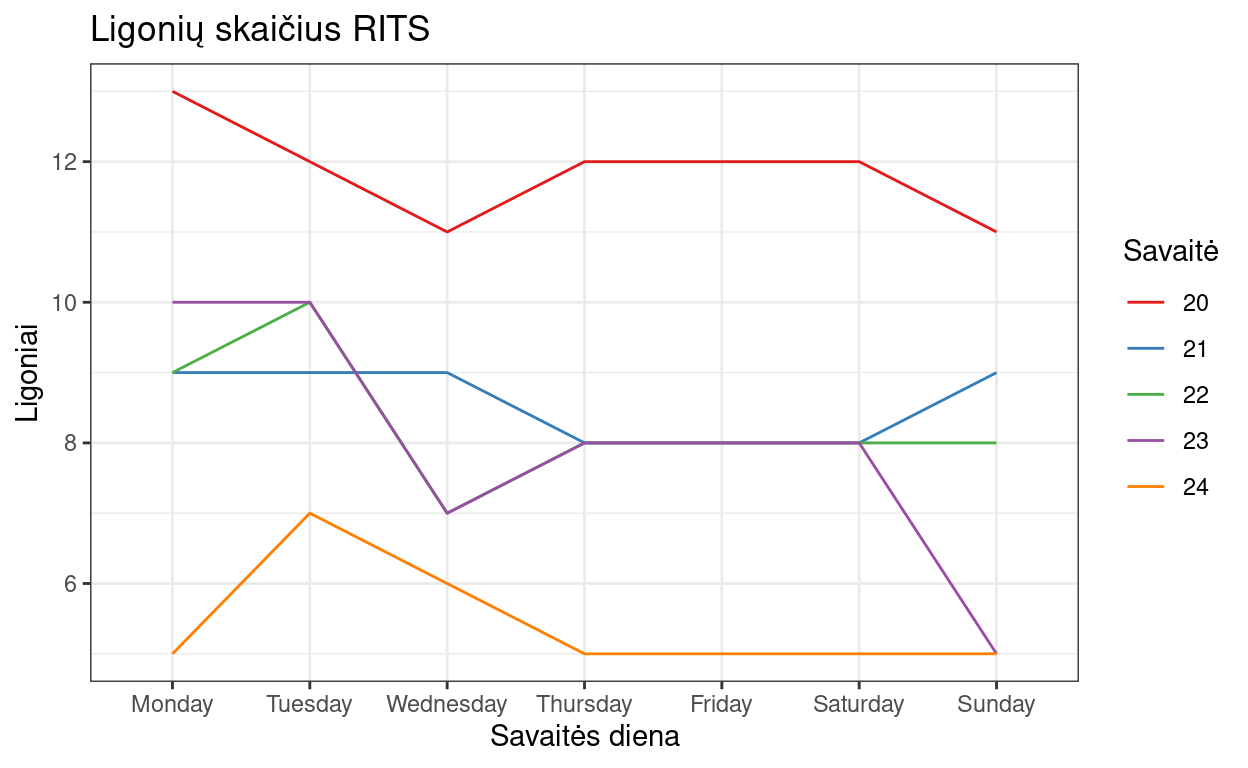 Ligonių skaičius RITS
Ligoniai
12
10
8
6
Monday Tuesday Wednesday Thursday Friday Saturday Sunday
Savaitės diena
Savaitė
20
21
22
23
24